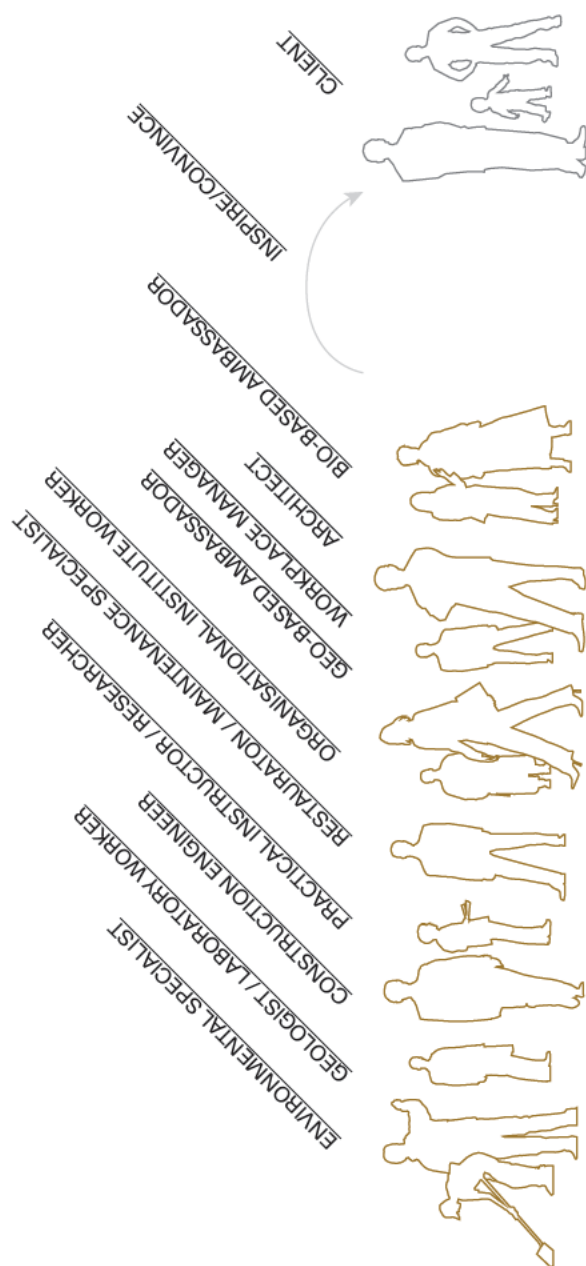 ENVIRONMENTAL SPECIALIST
GEOLOGIST / LABORATORY WORKER
CONSTRUCTION ENGINEER
PRACTICAL INSTRUCTOR / RESEARCHER
RESTAURATON / MAINTENANCE SPECIALIST
ORGANISATIONAL INSTITUTE WORKER
GEO-BASED AMBASSADOR
WORKPLACE MANAGER
ARCHITECT
BIO-BASED AMBASSADOR
INSPIRE/CONVINCE
CLIENT